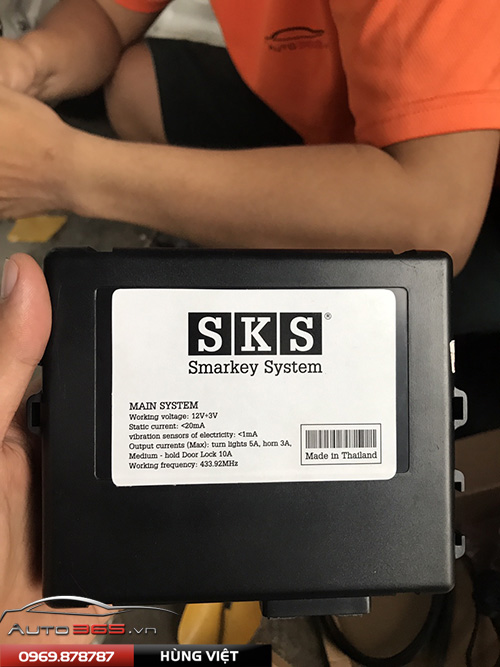 AUTO365.vn
SKS®
Smarkey System
MAIN SYSTEM
Working voltage: 12V+3V
Static current: <20mA
vibration sensors of electricity: <1mA
Output currents (Max): turn lights 5A, horn 3A,
Medium - hold Door Lock 10A
Working frequency: 433.92MHz
Made in Thailand
AUTO365.vn
0969.878787
HÙNG VIỆT